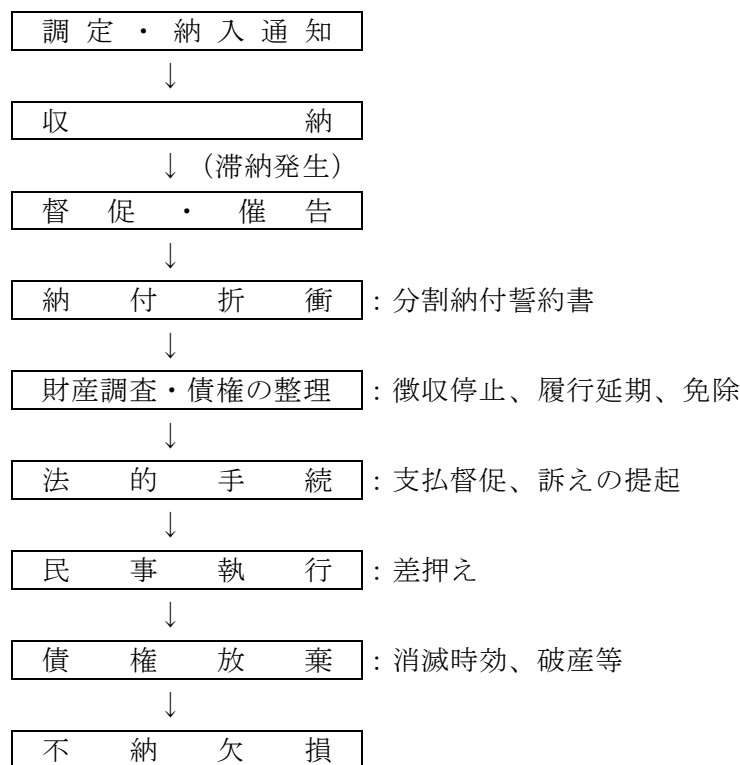 調定・納入通知
↓
収納
↓(滞納発生)
督促・催告
↓
納付折衝：分割納付誓約書
↓
財産調査・債権の整理：徴収停止、履行延期、免除
↓
法的手続：支払督促、訴えの提起
↓
民事執行：差押え
↓
債権放棄：消滅時効、破産等
↓
不納欠損